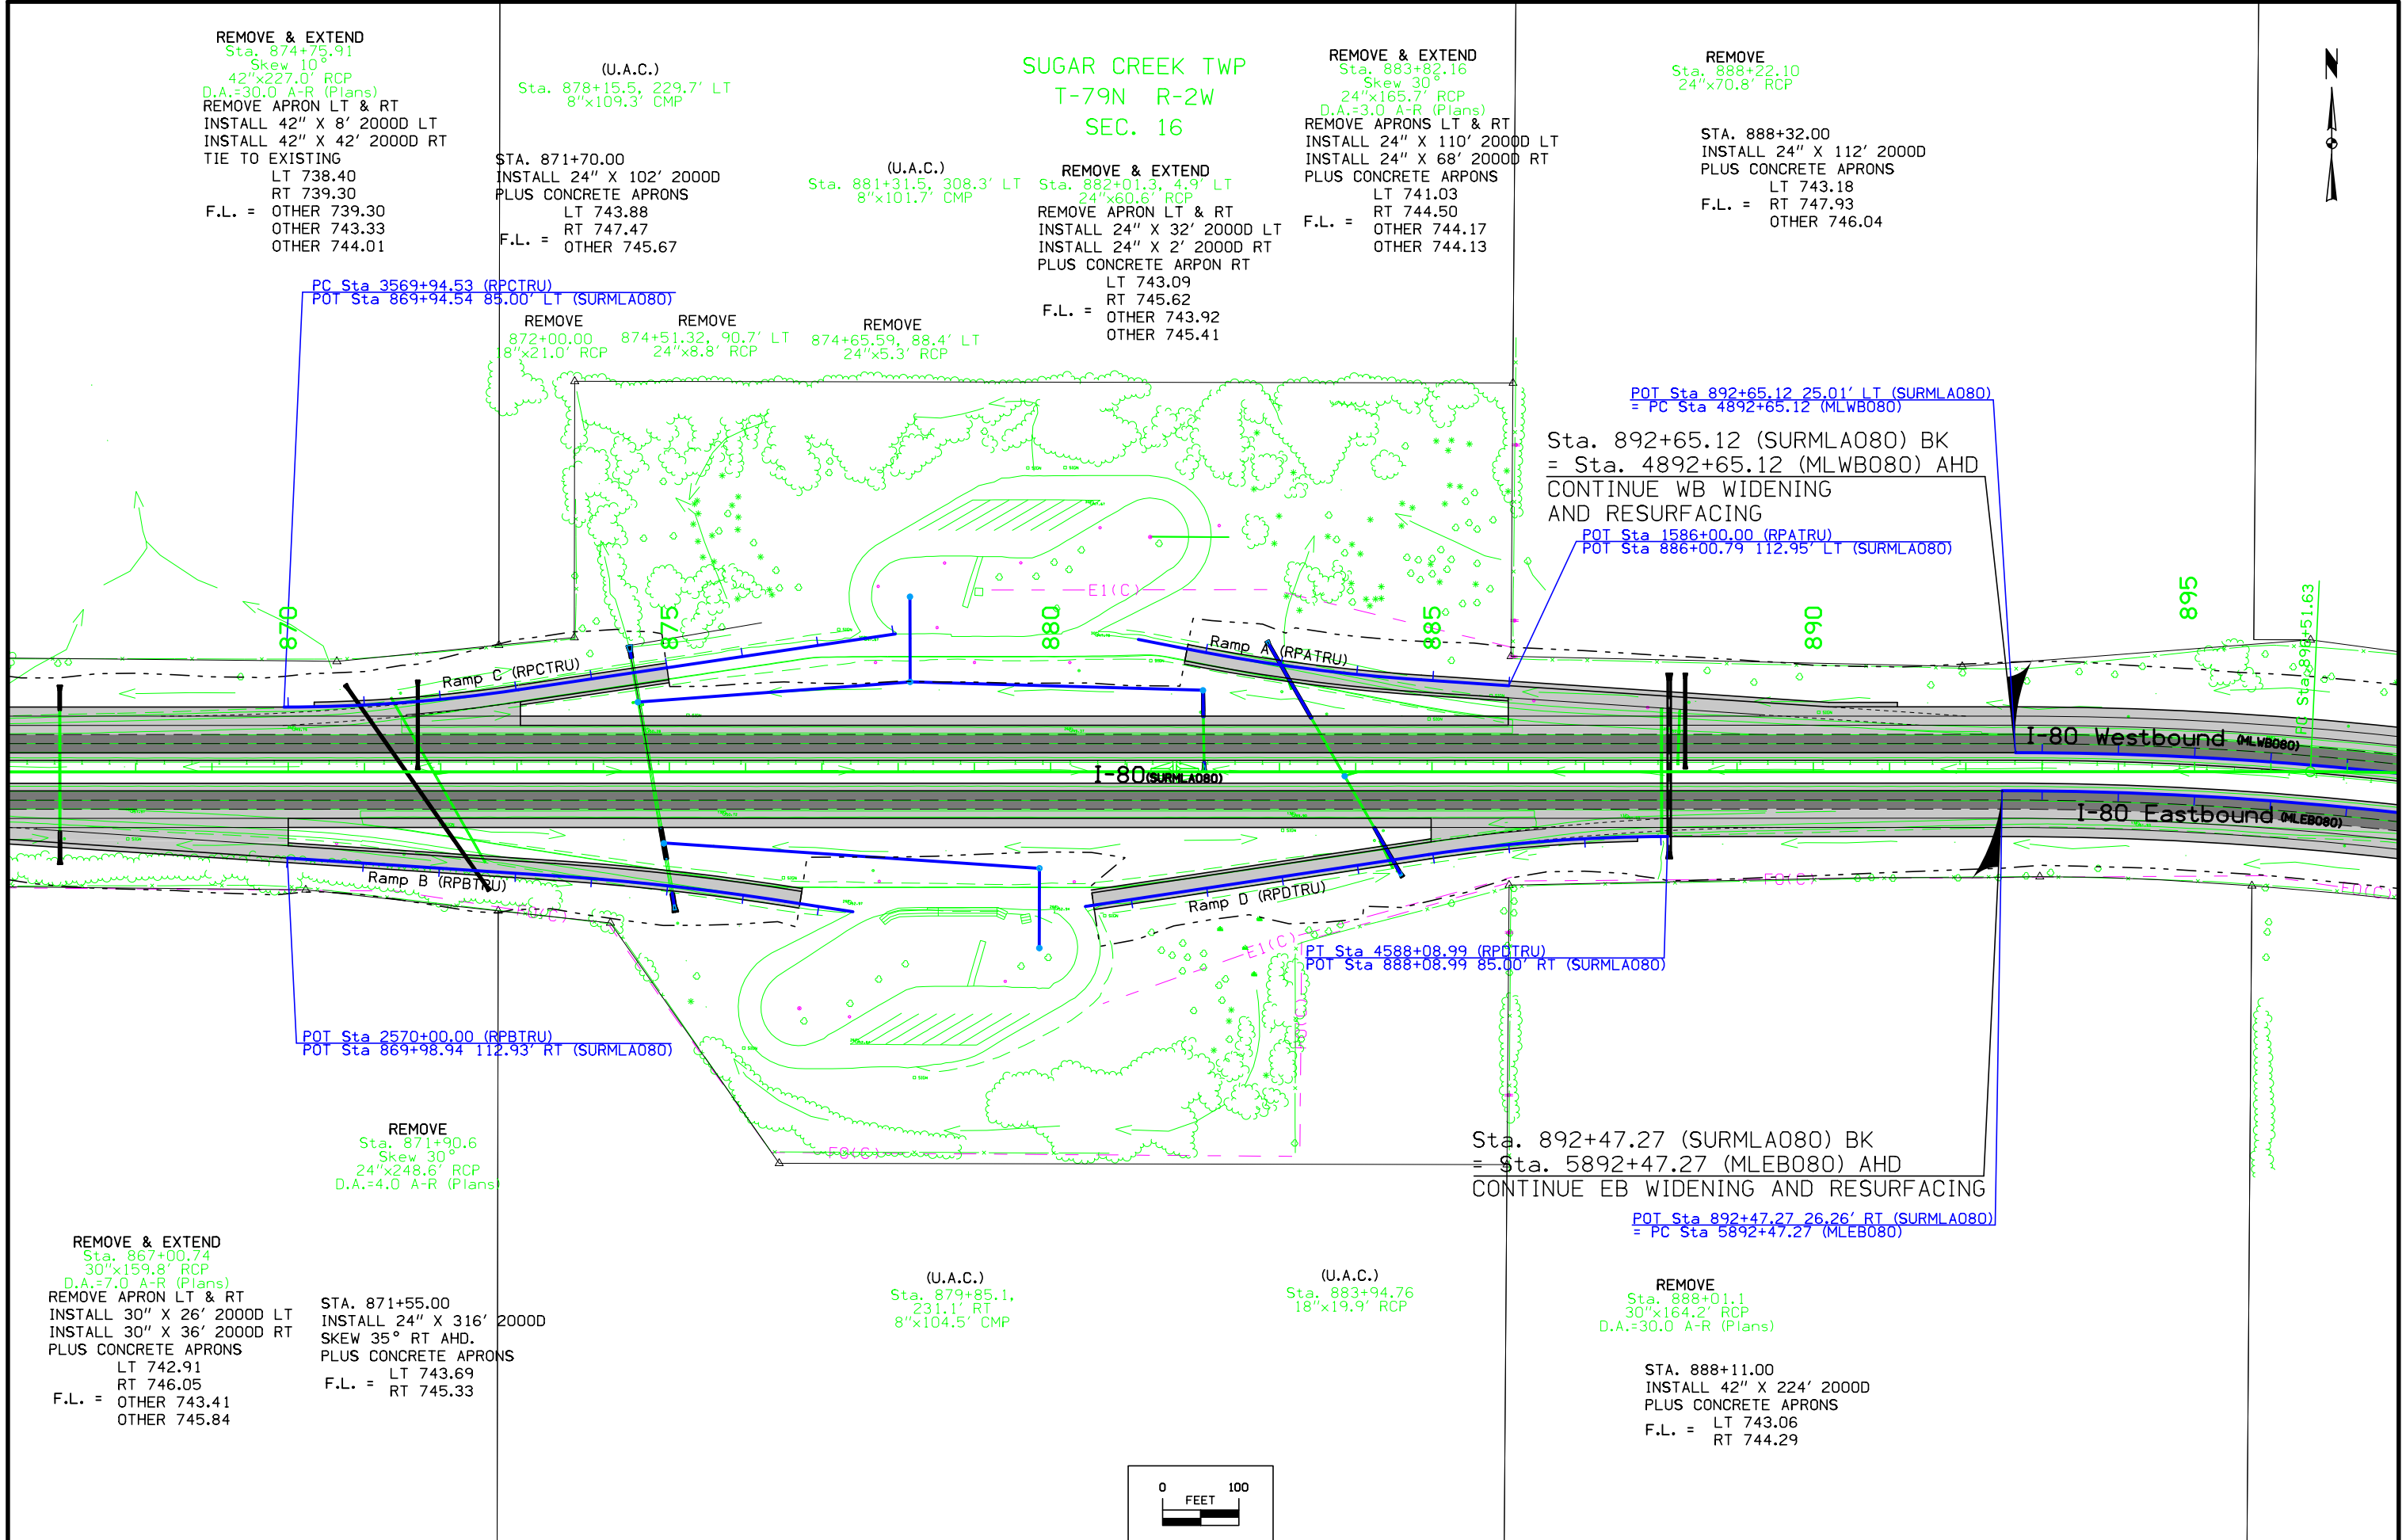 REMOVE & EXTEND
Sta. 874+75.91
Skew 10°
42"x227.0' RCP
D.A.=30.0 A-R (Plans)
REMOVE APRON LT & RT
INSTALL 42" X 8' 2000D LT
INSTALL 42" X 42' 2000D RT
TIE TO EXISTING
LT 738.40
RT 739.30
F.L. = OTHER 739.30
OTHER 743.33
OTHER 744.01
(U.A.C.)
Sta. 878+15.5, 229.7' LT
8"x109.3' CMP
STA. 871+70.00
INSTALL 24" X 102' 2000D
PLUS CONCRETE APRONS
LT 743.88
RT 747.47
F.L. = OTHER 745.67
(U.A.C.)
Sta. 881+31.5, 308.3' LT
8"x101.7' CMP
SUGAR CREEK TWP
T-79N R-2W
SEC. 16
REMOVE & EXTEND
Sta. 882+01.3, 4.9' LT
24"x60.6' RCP
REMOVE APRON LT & RT
INSTALL 24" X 32' 2000D LT
INSTALL 24" X 2' 2000D RT
PLUS CONCRETE ARPON RT
LT 743.09
RT 745.62
F.L. = OTHER 743.92
OTHER 745.41
REMOVE & EXTEND
Sta. 883+82.16
Skew 30°
24"x165.7' RCP
D.A.=3.0 A-R (Plans)
REMOVE APRONS LT & RT
INSTALL 24" X 110' 2000D LT
INSTALL 24" X 68' 2000D RT
PLUS CONCRETE ARPONS
LT 741.03
RT 744.50
F.L. = OTHER 744.17
OTHER 744.13
REMOVE
Sta. 888+22.10
24"x70.8' RCP
STA. 888+32.00
INSTALL 24" X 112' 2000D
PLUS CONCRETE APRONS
LT 743.18
F.L. = RT 747.93
OTHER 746.04
N
PC Sta 3569+94.53 (RPCTRU)
POT Sta 869+94.54 85.00' LT (SURMLA080)
REMOVE
872+00.00
18"x21.0' RCP
REMOVE
874+51.32, 90.7' LT
24"x8.8' RCP
REMOVE
874+65.59, 88.4' LT
24"x5.3' RCP
POT Sta 892+65.12 25.01' LT (SURMLA080)
= PC Sta 4892+65.12 (MLWB080)
Sta. 892+65.12 (SURMLA080) BK
= Sta. 4892+65.12 (MLWB080) AHD
CONTINUE WB WIDENING
AND RESURFACING
POT Sta 1586+00.00 (RPATRU)
POT Sta 886+00.79 112.95' LT (SURMLA080)
870
875
880
885
890
895
E1(C)
Ramp C (RPCTRU)
Ramp A (RPATRU)
I-80 Westbound (MLWB080)
I-80 (SURMLA080)
I-80 Eastbound (MLEB080)
Ramp B (RPBTRU)
Ramp D (RPDTRU)
FO(C)
FO(C)
FO(C)
E1(C)
FO(C)
FO(C)
PT Sta 4588+08.99 (RPDTRU)
POT Sta 888+08.99 85.00' RT (SURMLA080)
POT Sta 2570+00.00 (RPBTRU)
POT Sta 869+98.94 112.93' RT (SURMLA080)
REMOVE
Sta. 871+90.6
Skew 30°
24"x248.6' RCP
D.A.=4.0 A-R (Plans)
Sta. 892+47.27 (SURMLA080) BK
= Sta. 5892+47.27 (MLEB080) AHD
CONTINUE EB WIDENING AND RESURFACING
POT Sta 892+47.27 26.26' RT (SURMLA080)
= PC Sta 5892+47.27 (MLEB080)
REMOVE & EXTEND
Sta. 867+00.74
30"x159.8' RCP
D.A.=7.0 A-R (Plans)
REMOVE APRON LT & RT
INSTALL 30" X 26' 2000D LT
INSTALL 30" X 36' 2000D RT
PLUS CONCRETE APRONS
LT 742.91
RT 746.05
F.L. = OTHER 743.41
OTHER 745.84
STA. 871+55.00
INSTALL 24" X 316' 2000D
SKEW 35° RT AHD.
PLUS CONCRETE APRONS
F.L. = LT 743.69
RT 745.33
(U.A.C.)
Sta. 879+85.1,
231.1' RT
8"x104.5' CMP
(U.A.C.)
Sta. 883+94.76
18"x19.9' RCP
REMOVE
Sta. 888+01.1
30"x164.2' RCP
D.A.=30.0 A-R (Plans)
STA. 888+11.00
INSTALL 42" X 224' 2000D
PLUS CONCRETE APRONS
F.L. = LT 743.06
RT 744.29
0 100
FEET